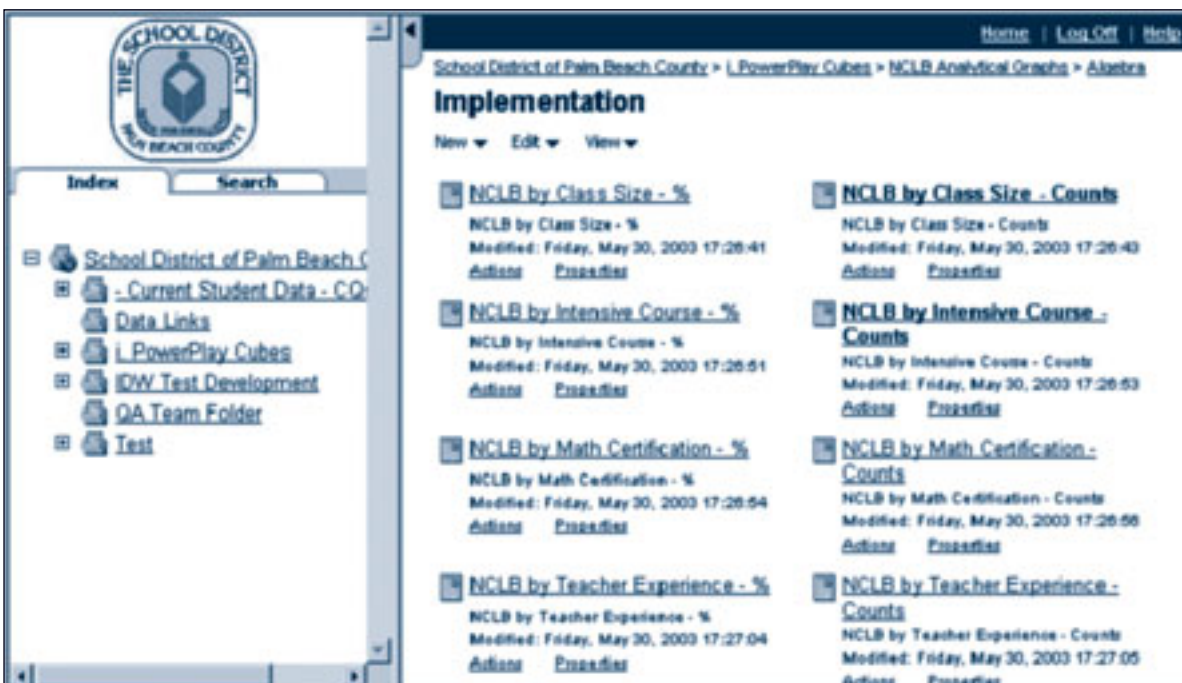 THE SCHOOL DISTRICT
PALM BEACH COUNTY
Index Search
School District of Palm Beach C
- Current Student Data - CQ
Data Links
i. PowerPlay Cubes
IDW Test Development
QA Team Folder
Test
Home | Log Off | Help
School District of Palm Beach County > i. PowerPlay Cubes > NCLB Analytical Graphs > Algebra
Implementation
New Edit View
NCLB by Class Size - %
NCLB by Class Size - %
Modified: Friday, May 30, 2003 17:26:41
Actions Properties
NCLB by Class Size - Counts
NCLB by Class Size - Counts
Modified: Friday, May 30, 2003 17:26:43
Actions Properties
NCLB by Intensive Course - %
NCLB by Intensive Course - %
Modified: Friday, May 30, 2003 17:26:51
Actions Properties
NCLB by Intensive Course -
Counts
NCLB by Intensive Course - Counts
Modified: Friday, May 30, 2003 17:26:53
Actions Properties
NCLB by Math Certification - %
NCLB by Math Certification - %
Modified: Friday, May 30, 2003 17:26:54
Actions Properties
NCLB by Math Certification -
Counts
NCLB by Math Certification - Counts
Modified: Friday, May 30, 2003 17:26:56
Actions Properties
NCLB by Teacher Experience - %
NCLB by Teacher Experience - %
Modified: Friday, May 30, 2003 17:27:04
Actions Properties
NCLB by Teacher Experience -
Counts
NCLB by Teacher Experience - Counts
Modified: Friday, May 30, 2003 17:27:05
Actions Properties